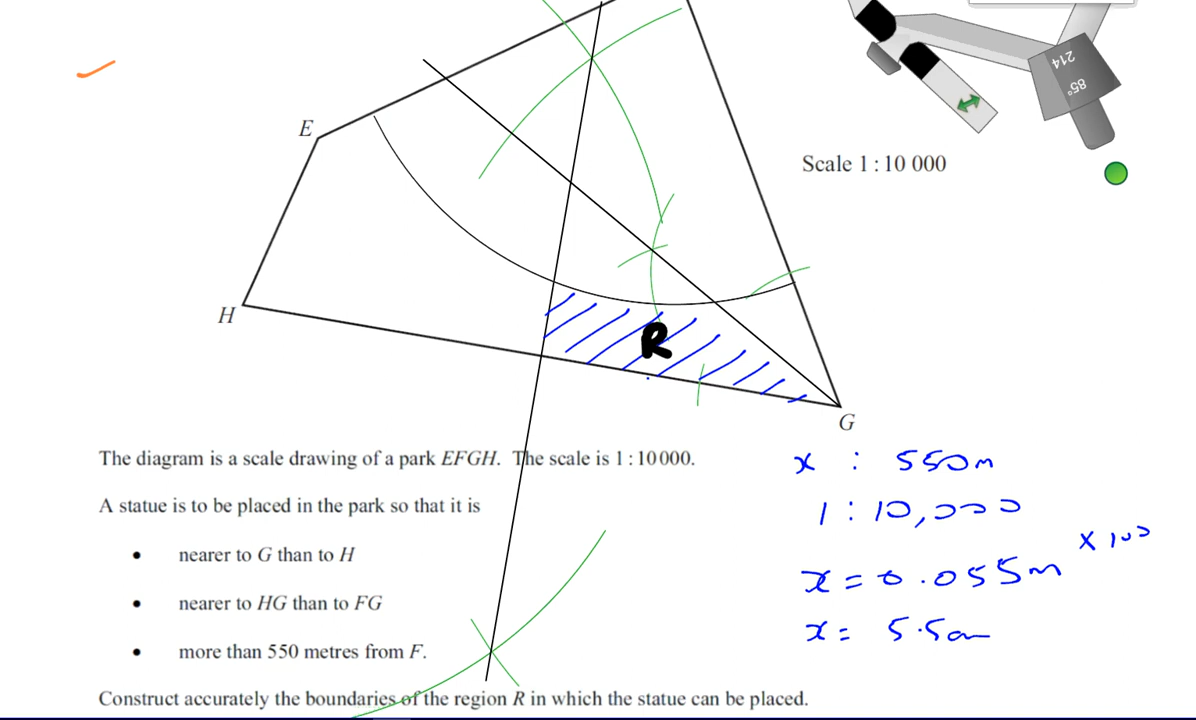 214
85°
E
Scale 1 : 10 000
H
R
G
The diagram is a scale drawing of a park EFGH. The scale is 1 : 10 000.
x : 550m
A statue is to be placed in the park so that it is
1 : 10,000
• nearer to G than to H
x 100
x = 0.055m
• nearer to HG than to FG
x = 5.5cm
• more than 550 metres from F.
Construct accurately the boundaries of the region R in which the statue can be placed.